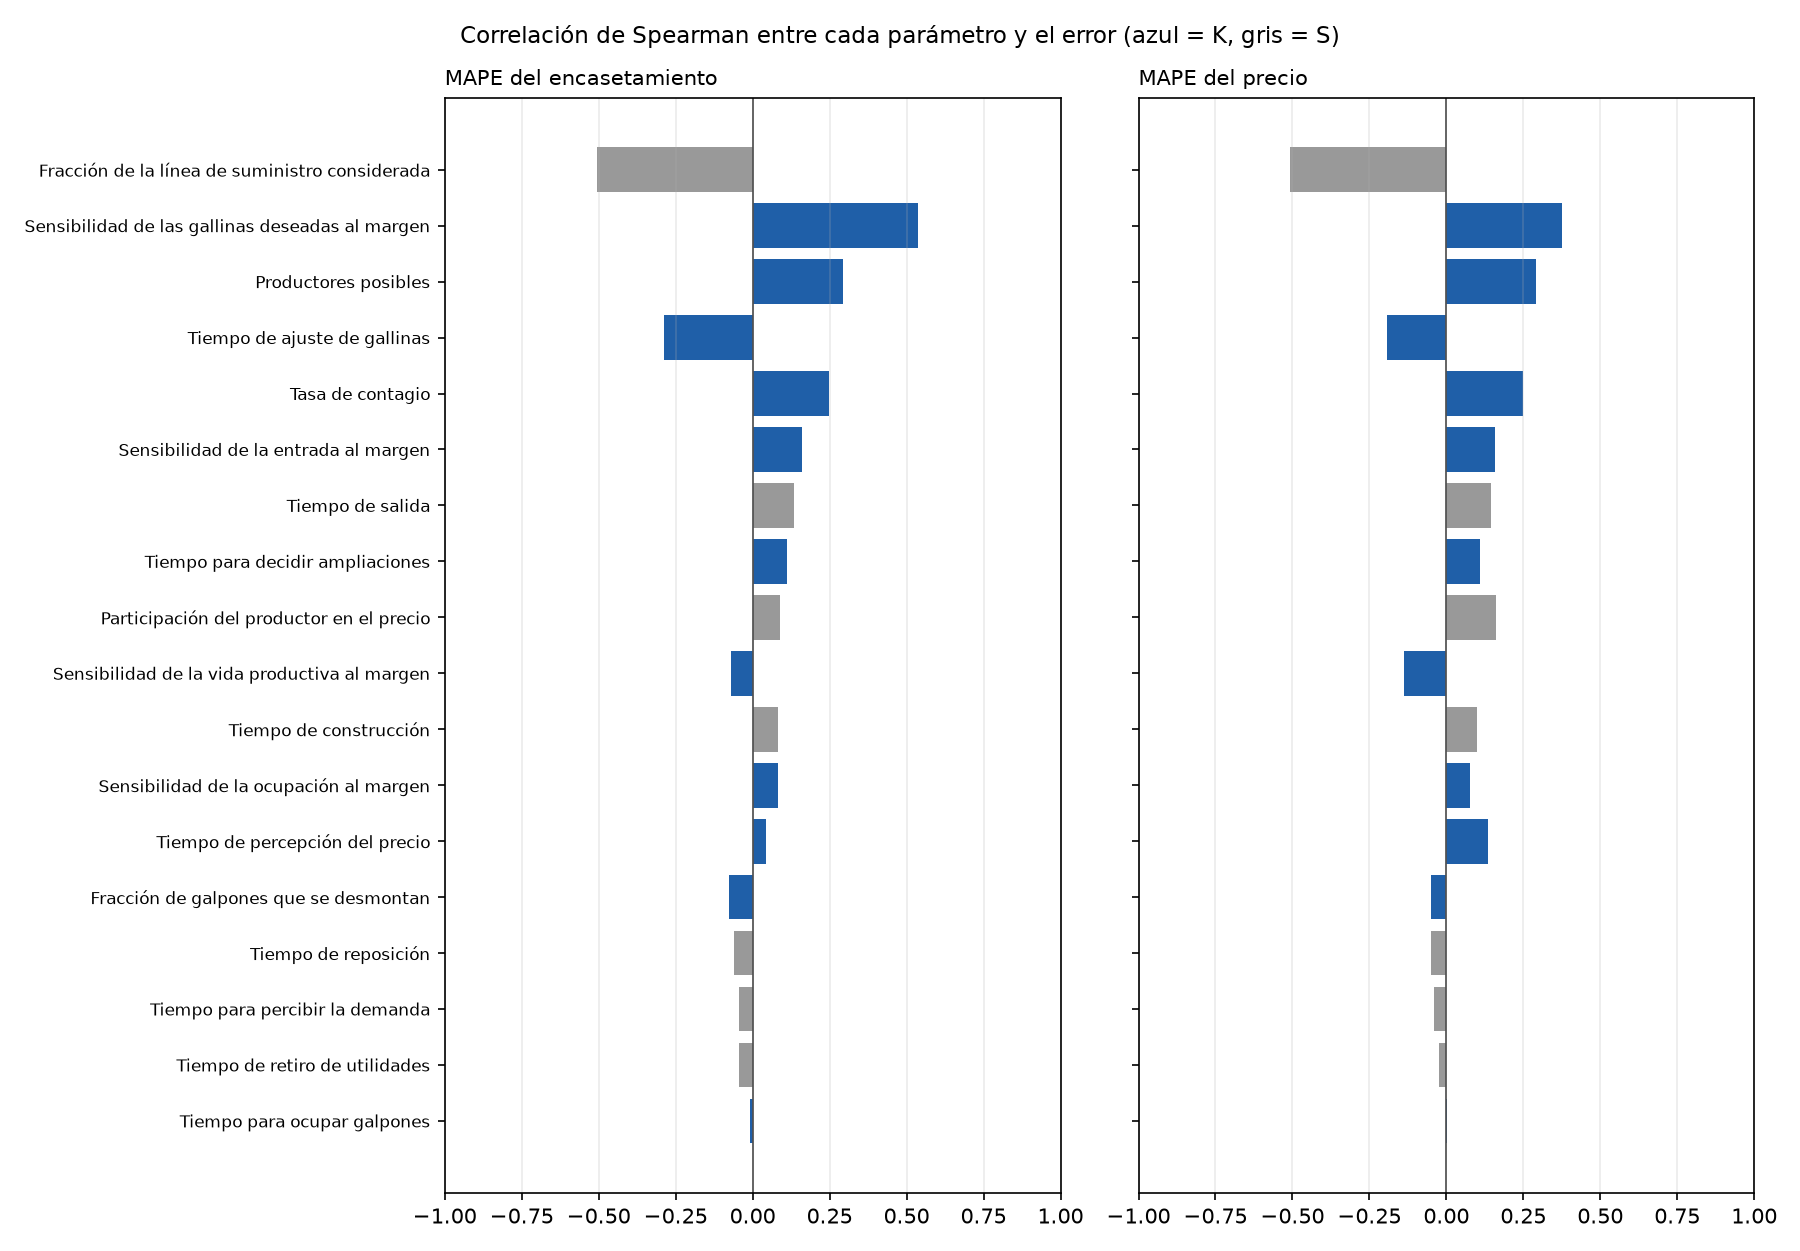 Correlación de Spearman entre cada parámetro y el error (azul = K, gris = S)
MAPE del encasetamiento
MAPE del precio
Fracción de la línea de suministro considerada
Sensibilidad de las gallinas deseadas al margen
Productores posibles
Tiempo de ajuste de gallinas
Tasa de contagio
Sensibilidad de la entrada al margen
Tiempo de salida
Tiempo para decidir ampliaciones
Participación del productor en el precio
Sensibilidad de la vida productiva al margen
Tiempo de construcción
Sensibilidad de la ocupación al margen
Tiempo de percepción del precio
Fracción de galpones que se desmontan
Tiempo de reposición
Tiempo para percibir la demanda
Tiempo de retiro de utilidades
Tiempo para ocupar galpones
−1.00 −0.75 −0.50 −0.25 0.00 0.25 0.50 0.75 1.00
−1.00 −0.75 −0.50 −0.25 0.00 0.25 0.50 0.75 1.00